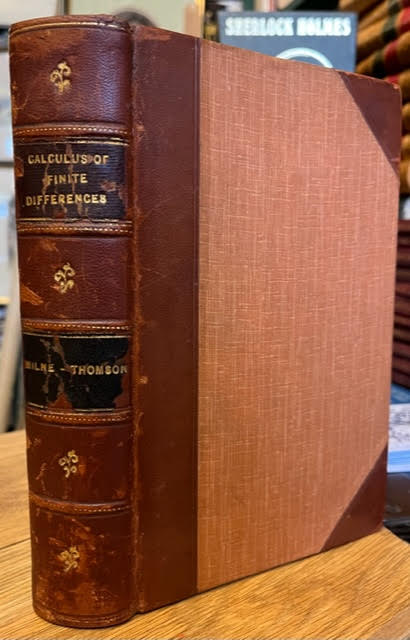 SHERLOCK HOLMES
CALCULUS OF
FINITE
DIFFERENCES
MILNE - THOMSON